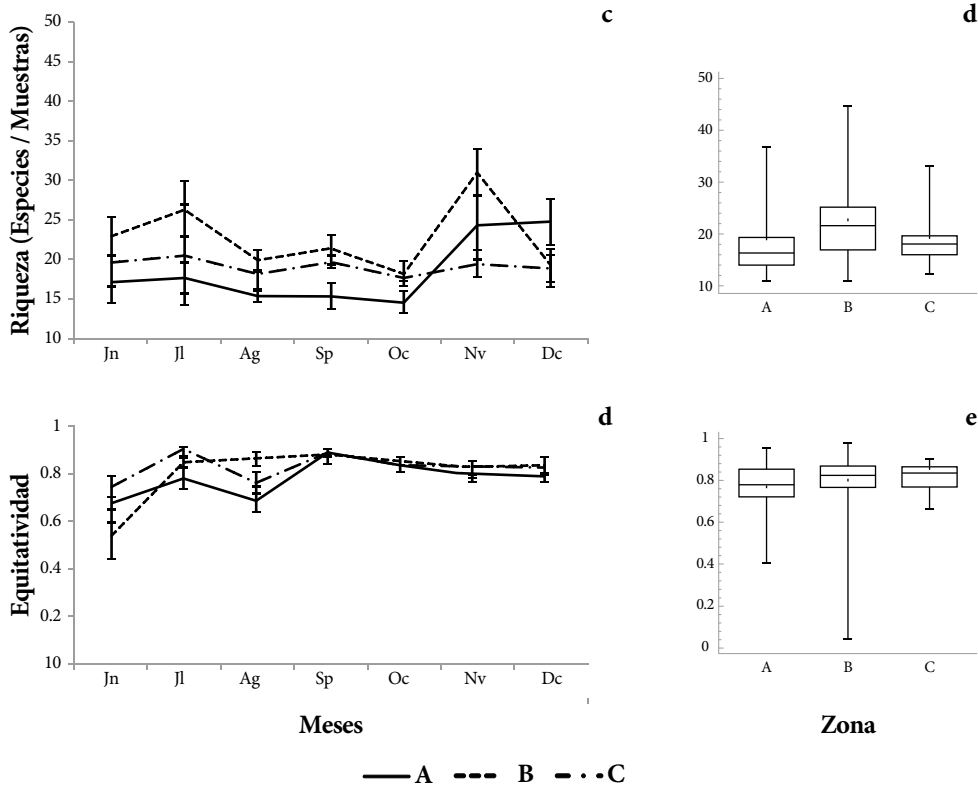 c
Riqueza (Especies / Muestras)
50
45
40
35
30
25
20
15
10
Jn Jl Ag Sp Oc Nv Dc
d
50
40
30
20
10
A B C
d
Equitatividad
1
0.8
0.6
0.4
0.2
10
Jn Jl Ag Sp Oc Nv Dc
Meses
e
1
0.8
0.6
0.4
0.2
0
A B C
Zona
A B C